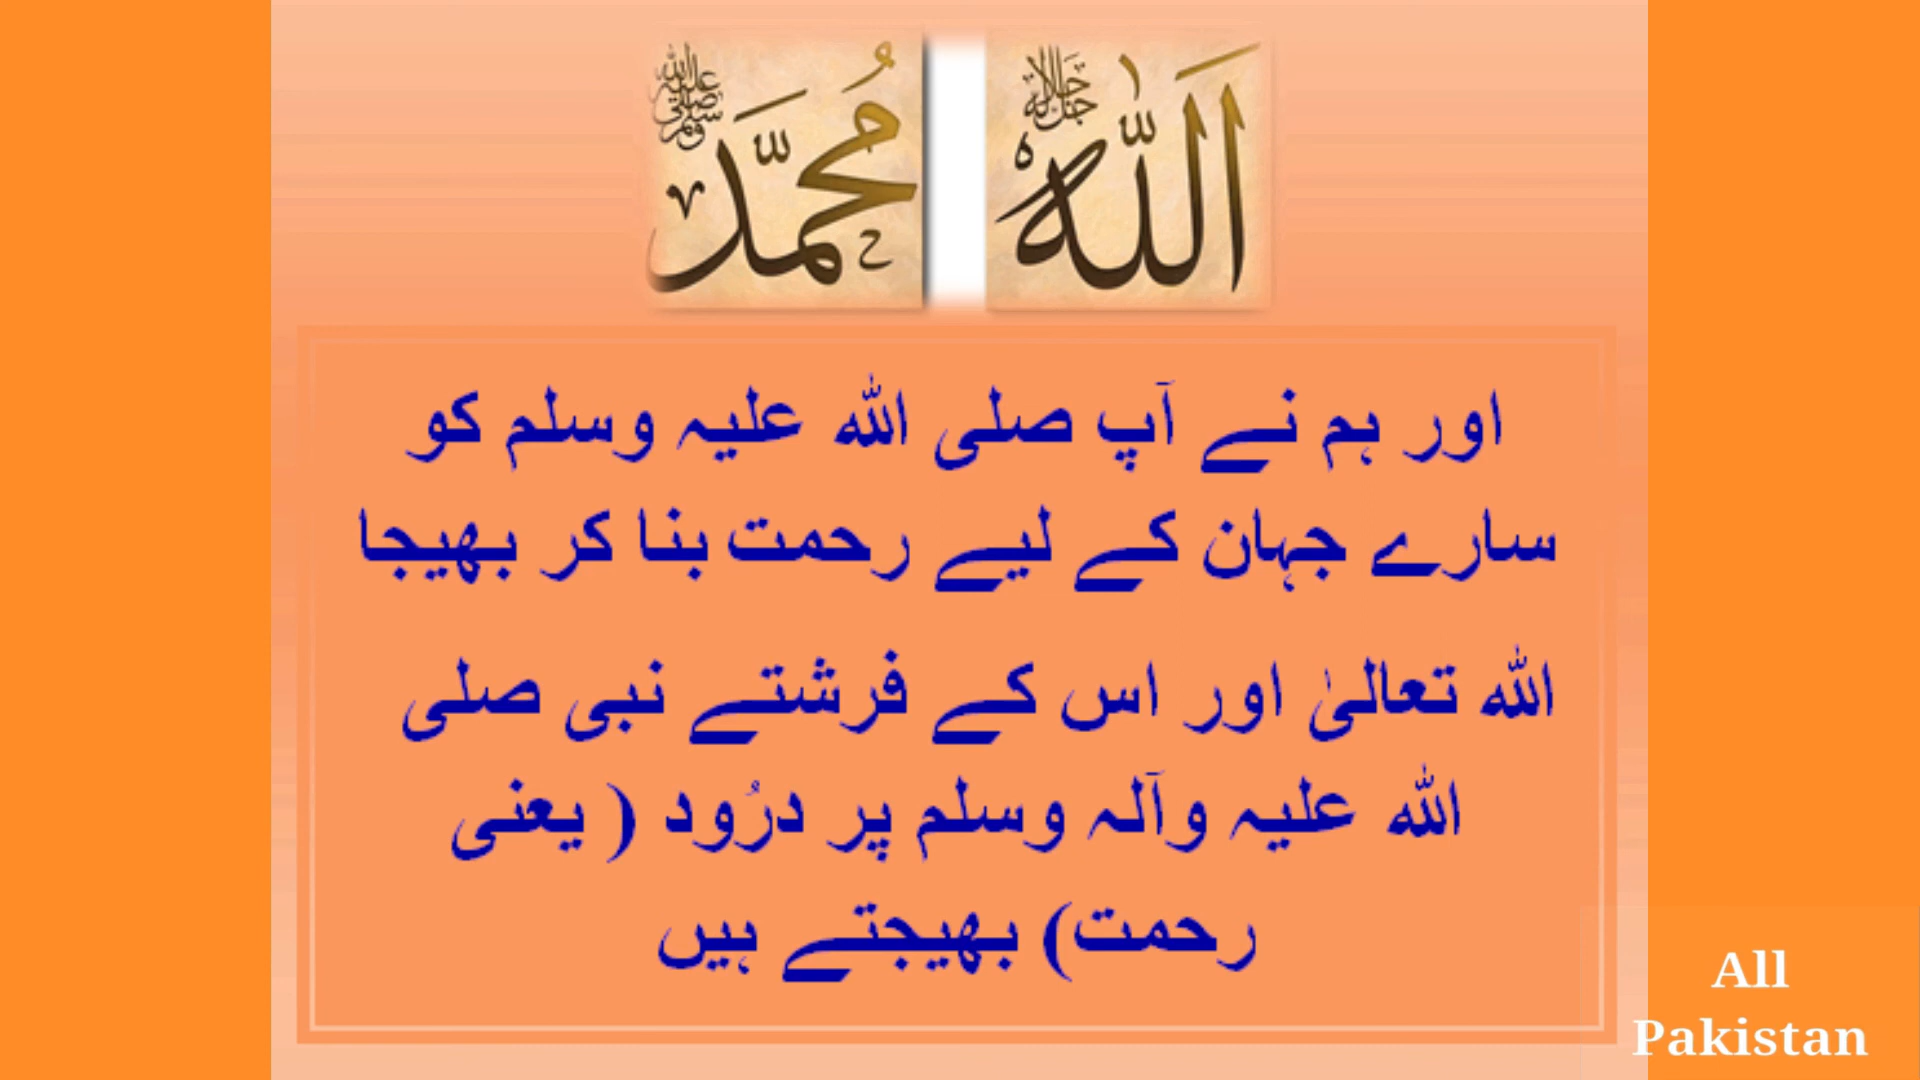 اَللّٰہ جل جلالہ
مُحمَّد صلی اللہ علیہ وسلم
اور ہم نے آپ صلی اللہ علیہ وسلم کو
سارے جہان کے لیے رحمت بنا کر بھیجا
اللہ تعالیٰ اور اس کے فرشتے نبی صلی
اللہ علیہ وآلہ وسلم پر درُود ( یعنی
رحمت) بھیجتے ہیں
All
Pakistan